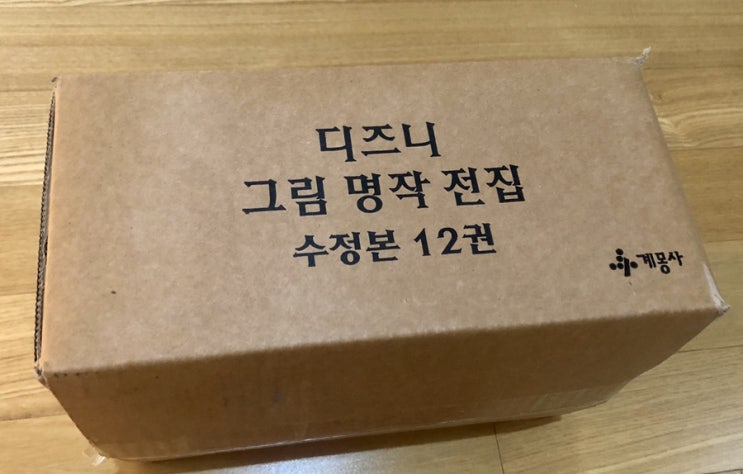 디즈니
그림 명작 전집
수정본 12권
계몽사